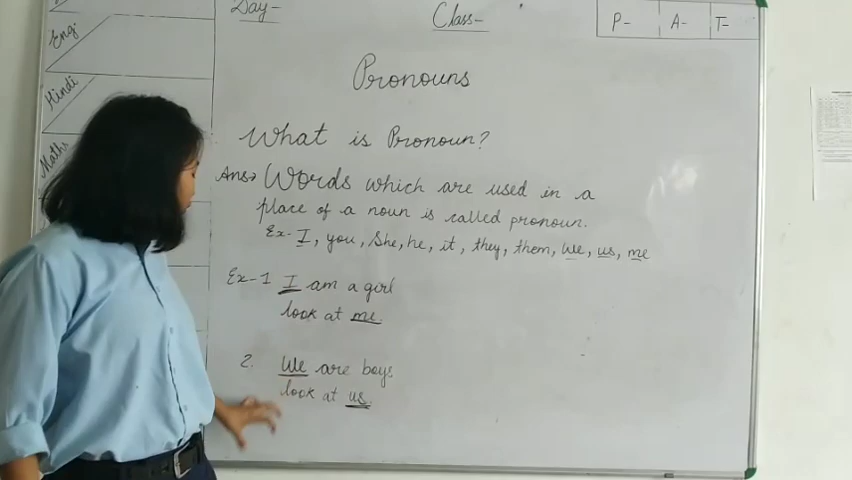 Day-
Class-
P- A- T-
Eng
Hindi
Maths
Pronouns
What is Pronoun?
Ans→ Words which are used in a
place of a noun is called pronoun.
Ex- I, you, She, he, it, they, them, we, us, me
Ex-1 I am a girl
look at me.
2. We are boys
look at us.